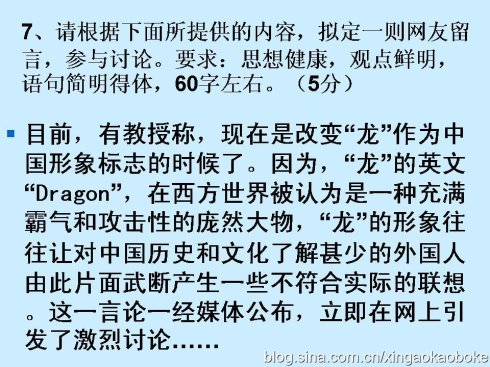 7、请根据下面所提供的内容，拟定一则网友留
言，参与讨论。要求：思想健康，观点鲜明，
语句简明得体，60字左右。（5分）
目前，有教授称，现在是改变“龙”作为中
国形象标志的时候了。因为，“龙”的英文
“Dragon”，在西方世界被认为是一种充满
霸气和攻击性的庞然大物，“龙”的形象往
往让对中国历史和文化了解甚少的外国人
由此片面武断产生一些不符合实际的联想
。这一言论一经媒体公布，立即在网上引
发了激烈讨论……
blog.sina.com.cn/xingaokaoboke